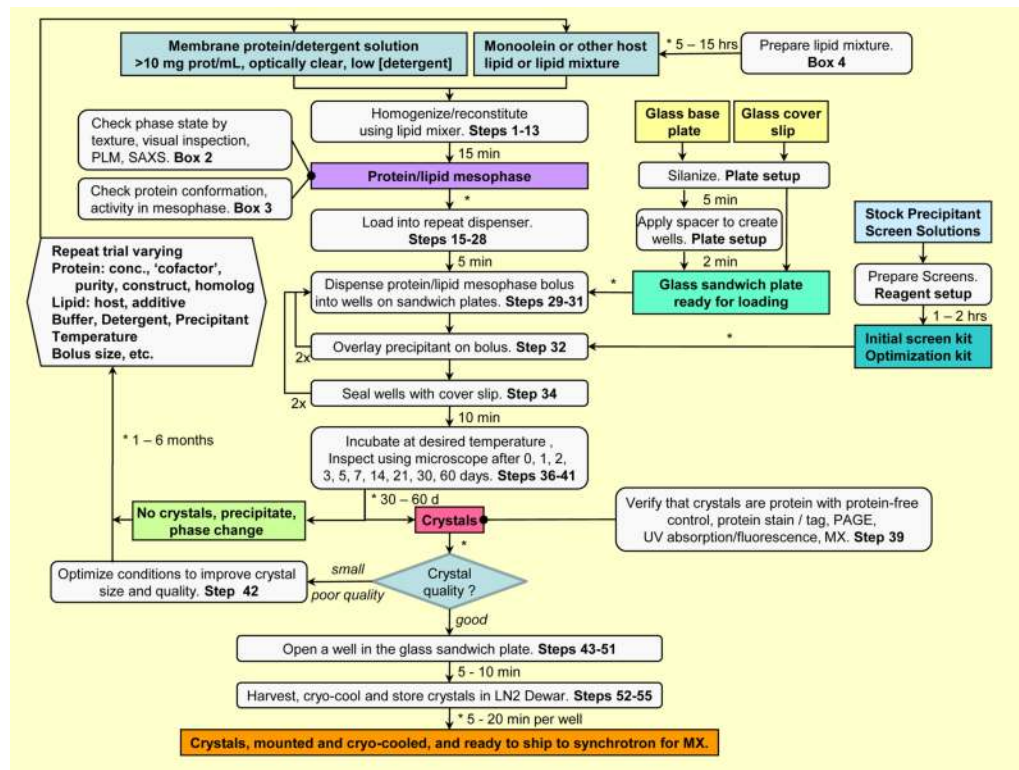 Membrane protein/detergent solution
>10 mg prot/mL, optically clear, low [detergent]
Monoolein or other host
lipid or lipid mixture
* 5 – 15 hrs
Prepare lipid mixture.
Box 4
Homogenize/reconstitute
using lipid mixer. Steps 1-13
15 min
Check phase state by
texture, visual inspection,
PLM, SAXS. Box 2
Protein/lipid mesophase
Check protein conformation,
activity in mesophase. Box 3
*
Glass base
plate
Glass cover
slip
Silanize. Plate setup
5 min
Apply spacer to create
wells. Plate setup
2 min
Glass sandwich plate
ready for loading
Stock Precipitant
Screen Solutions
Prepare Screens.
Reagent setup
1 – 2 hrs
Initial screen kit
Optimization kit
Load into repeat dispenser.
Steps 15-28
5 min
Dispense protein/lipid mesophase bolus
into wells on sandwich plates. Steps 29-31
*
Overlay precipitant on bolus. Step 32
*
2x
Seal wells with cover slip. Step 34
2x
10 min
Repeat trial varying
Protein: conc., ‘cofactor’,
purity, construct, homolog
Lipid: host, additive
Buffer, Detergent, Precipitant
Temperature
Bolus size, etc.
* 1 – 6 months
Incubate at desired temperature ,
Inspect using microscope after 0, 1, 2,
3, 5, 7, 14, 21, 30, 60 days. Steps 36-41
* 30 – 60 d
No crystals, precipitate,
phase change
Crystals
Verify that crystals are protein with protein-free
control, protein stain / tag, PAGE,
UV absorption/fluorescence, MX. Step 39
*
Crystal
quality ?
small
poor quality
Optimize conditions to improve crystal
size and quality. Step 42
good
Open a well in the glass sandwich plate. Steps 43-51
5 - 10 min
Harvest, cryo-cool and store crystals in LN2 Dewar. Steps 52-55
* 5 - 20 min per well
Crystals, mounted and cryo-cooled, and ready to ship to synchrotron for MX.